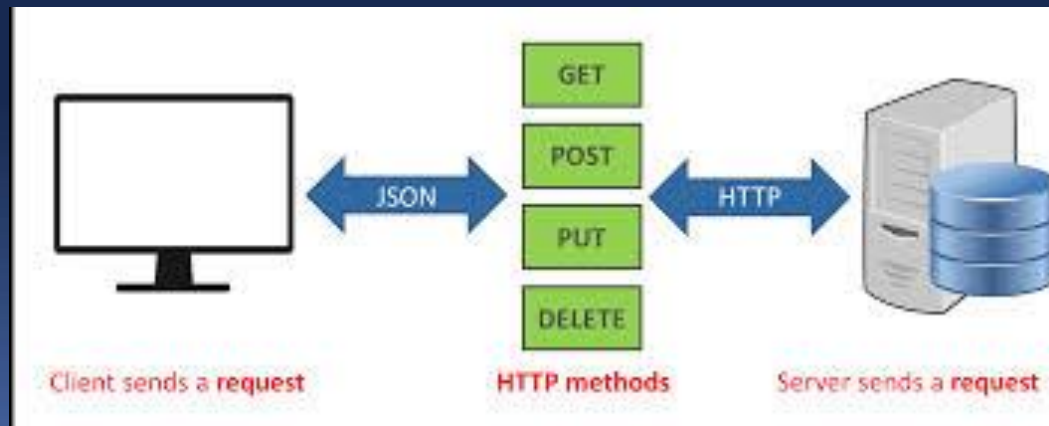 GET
POST
JSON
HTTP
PUT
DELETE
Client sends a request
HTTP methods
Server sends a request